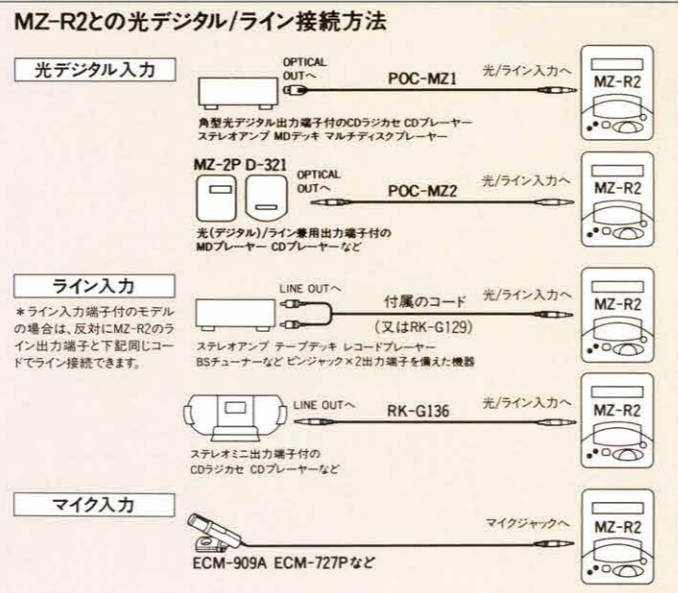 MZ-R2との光デジタル/ライン接続方法
光デジタル入力
OPTICAL
OUTへ
POC-MZ1
光/ライン入力へ
MZ-R2
角型光デジタル出力端子付のCDラジカセ CDプレーヤー
ステレオアンプ MDデッキ マルチディスクプレーヤー
MZ-2P D-321
OPTICAL
OUTへ
POC-MZ2
光/ライン入力へ
MZ-R2
光(デジタル)/ライン兼用出力端子付の
MDプレーヤー CDプレーヤーなど
ライン入力
*ライン入力端子付のモデル
の場合は、反対にMZ-R2のラ
イン出力端子と下記同じコー
ドでライン接続できます。
LINE OUTへ
付属のコード
(又はRK-G129)
光/ライン入力へ
MZ-R2
ステレオアンプ テープデッキ レコードプレーヤー
BSチューナーなど ピンジャック×2出力端子を備えた機器
LINE OUTへ
RK-G136
光/ライン入力へ
MZ-R2
ステレオミニ出力端子付の
CDラジカセ CDプレーヤーなど
マイク入力
マイクジャックへ
MZ-R2
ECM-909A ECM-727Pなど